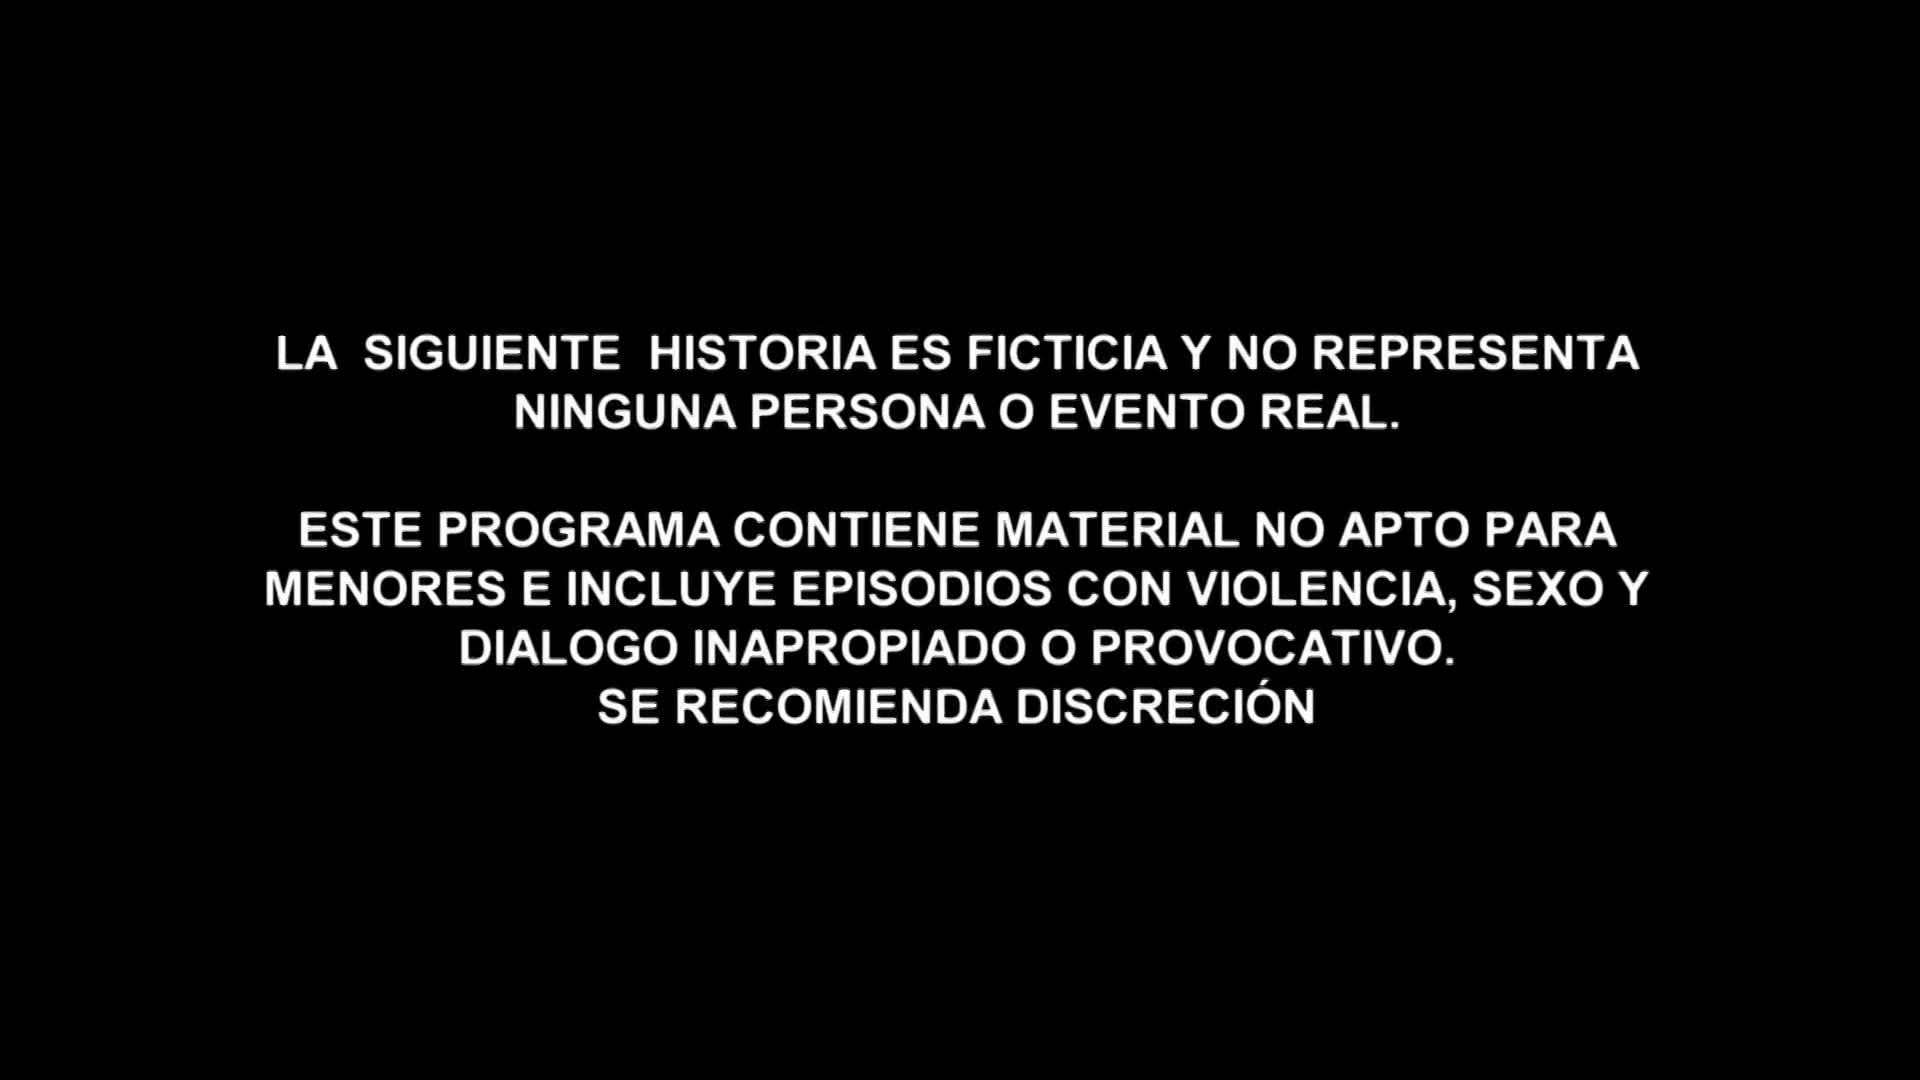 LA SIGUIENTE HISTORIA ES FICTICIA Y NO REPRESENTA
NINGUNA PERSONA O EVENTO REAL.
ESTE PROGRAMA CONTIENE MATERIAL NO APTO PARA
MENORES E INCLUYE EPISODIOS CON VIOLENCIA, SEXO Y
DIALOGO INAPROPIADO O PROVOCATIVO.
SE RECOMIENDA DISCRECIÓN